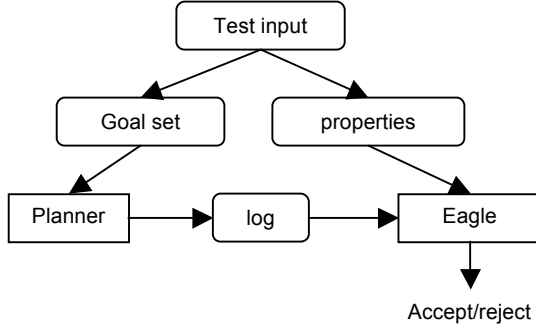 Test input
Goal set
properties
Planner
log
Eagle
Accept/reject